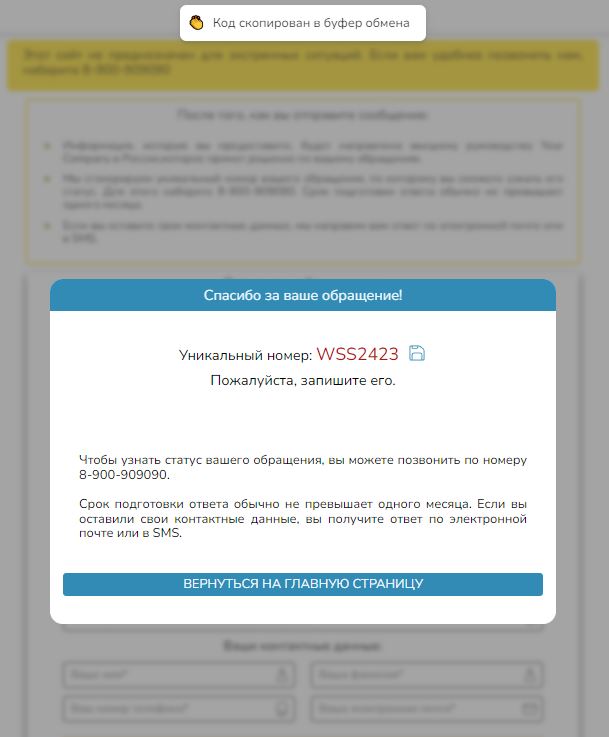 Код скопирован в буфер обмена
Этот сайт не предназначен для экстренных ситуаций. Если вам удобнее позвонить нам,
наберите 8-900-909090
После того, как вы отправите сообщение:
Информация, которую вы предоставите, будет направлена высшему руководству Your
Company в России,которое примет решение по вашему обращению.
Мы сгенерировали уникальный номер вашего обращения, по которому вы сможете узнать его
статус. Для этого наберите 8-800-909090. Срок подготовки ответа обычно не превышает
одного месяца.
Если вы оставите свои контактные данные, мы направим вам ответ по электронной почте или
в SMS.
Спасибо за ваше обращение!
Уникальный номер: WSS2423
Пожалуйста, запишите его.
Чтобы узнать статус вашего обращения, вы можете позвонить по номеру
8-900-909090.
Срок подготовки ответа обычно не превышает одного месяца. Если вы
оставили свои контактные данные, вы получите ответ по электронной
почте или в SMS.
ВЕРНУТЬСЯ НА ГЛАВНУЮ СТРАНИЦУ
Ваши контактные данные:
Ваше имя* Ваша фамилия*
Ваш номер телефона* Ваша электронная почта*